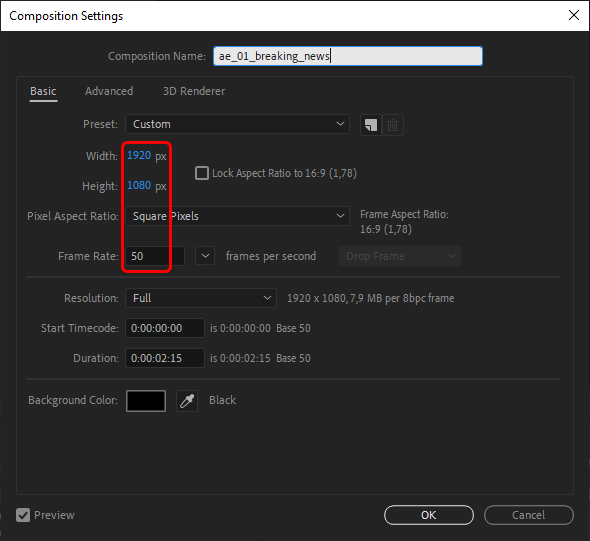 Composition Settings
Composition Name: ae_01_breaking_news
Basic Advanced 3D Renderer
Preset: Custom
Width: 1920 px
Lock Aspect Ratio to 16:9 (1,78)
Height: 1080 px
Pixel Aspect Ratio: Square Pixels Frame Aspect Ratio:
16:9 (1,78)
Frame Rate: 50 frames per second Drop Frame
Resolution: Full 1920 x 1080, 7,9 MB per 8bpc frame
Start Timecode: 0:00:00:00 is 0:00:00:00 Base 50
Duration: 0:00:02:15 is 0:00:02:15 Base 50
Background Color: Black
Preview OK Cancel